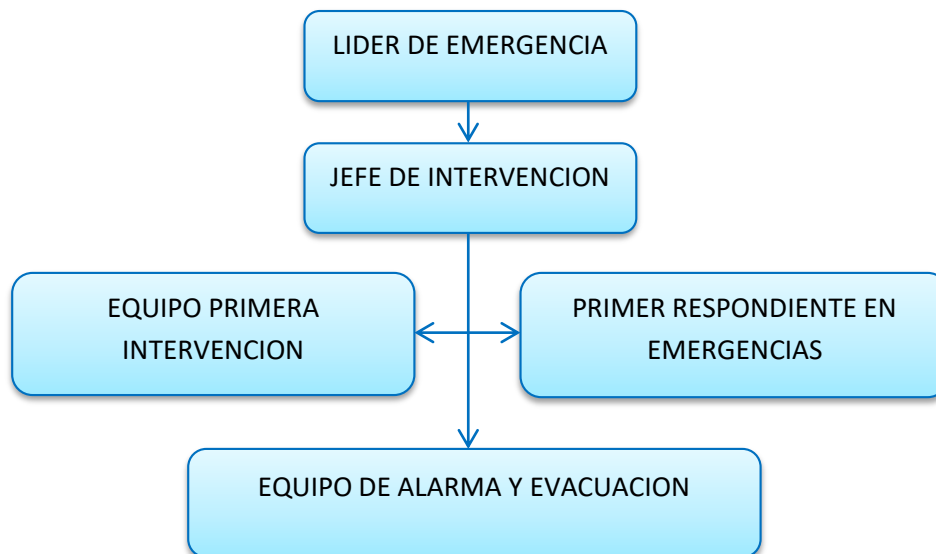 LIDER DE EMERGENCIA
JEFE DE INTERVENCION
EQUIPO PRIMERA
INTERVENCION
PRIMER RESPONDIENTE EN
EMERGENCIAS
EQUIPO DE ALARMA Y EVACUACION